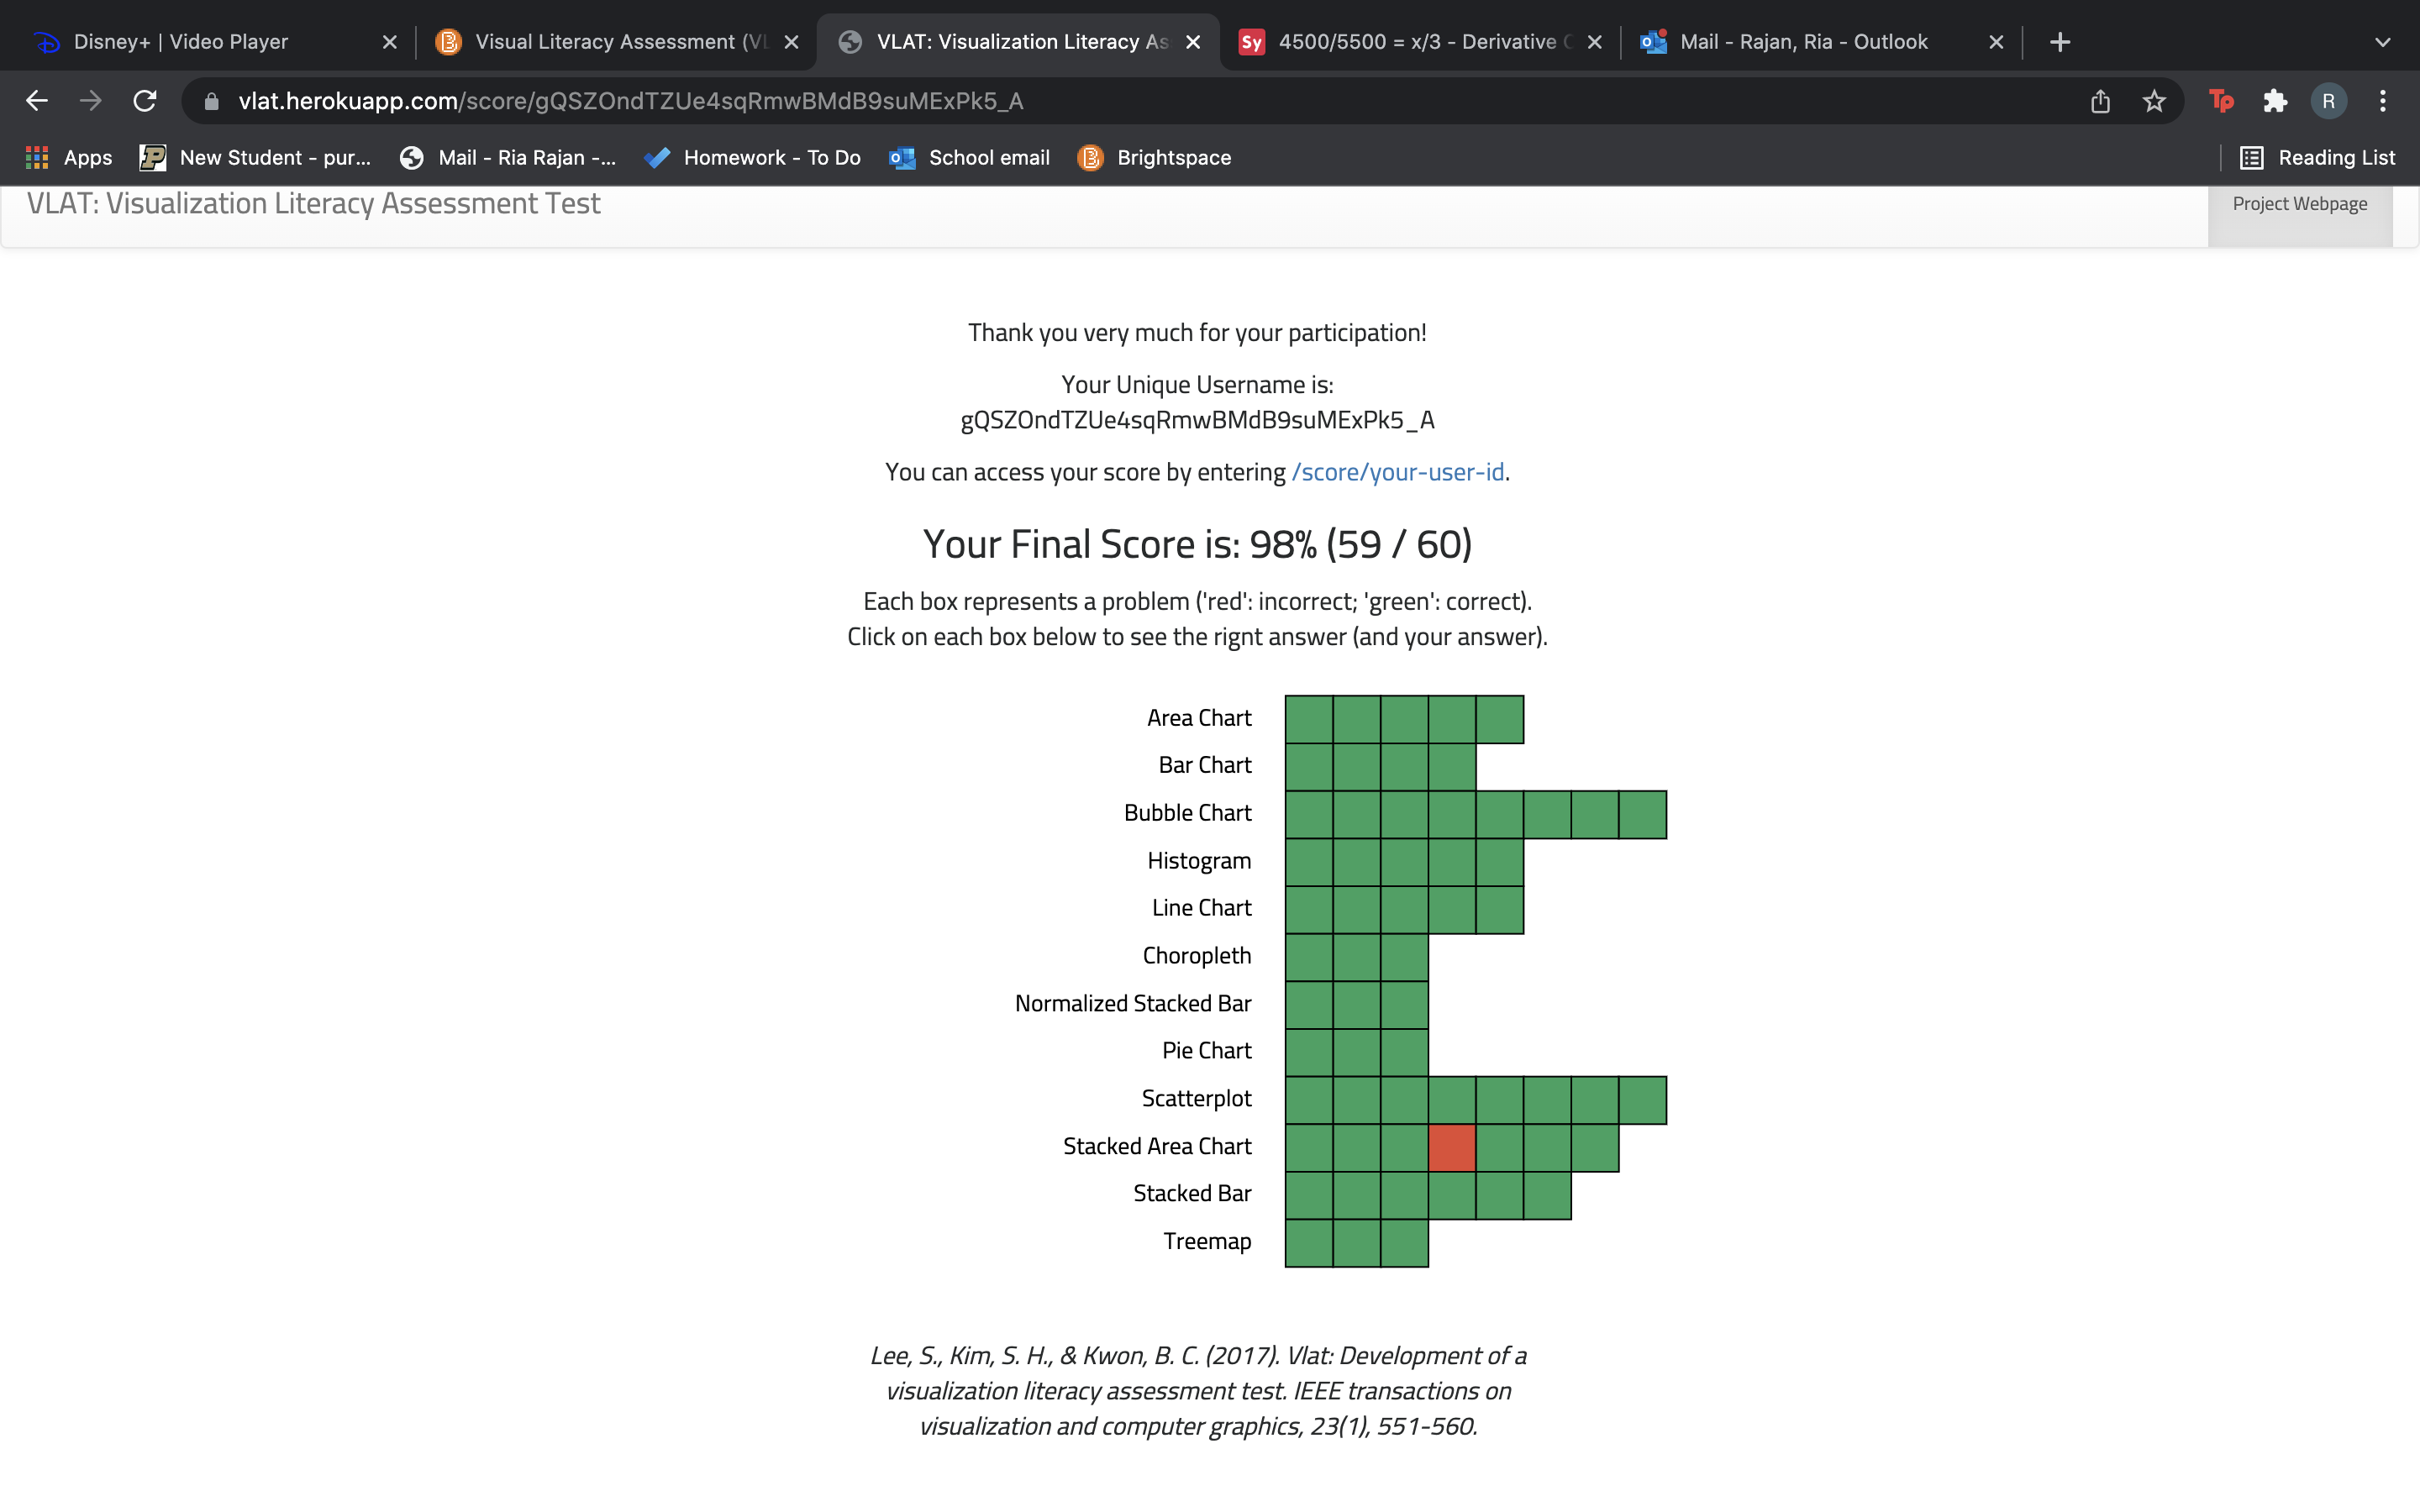 Disney+ | Video Player
Visual Literacy Assessment (VL
VLAT: Visualization Literacy As
Sy 4500/5500 = x/3 - Derivative C
Mail - Rajan, Ria - Outlook
vlat.herokuapp.com/score/gQSZOndTZUe4sqRmwBMdB9suMExPk5_A
Tp
R
Apps
New Student - pur...
Mail - Ria Rajan -...
Homework - To Do
School email
Brightspace
Reading List
VLAT: Visualization Literacy Assessment Test
Project Webpage
Thank you very much for your participation!
Your Unique Username is:
gQSZOndTZUe4sqRmwBMdB9suMExPk5_A
You can access your score by entering /score/your-user-id.
Your Final Score is: 98% (59 / 60)
Each box represents a problem ('red': incorrect; 'green': correct).
Click on each box below to see the rignt answer (and your answer).
Area Chart
Bar Chart
Bubble Chart
Histogram
Line Chart
Choropleth
Normalized Stacked Bar
Pie Chart
Scatterplot
Stacked Area Chart
Stacked Bar
Treemap
Lee, S., Kim, S. H., & Kwon, B. C. (2017). Vlat: Development of a
visualization literacy assessment test. IEEE transactions on
visualization and computer graphics, 23(1), 551-560.